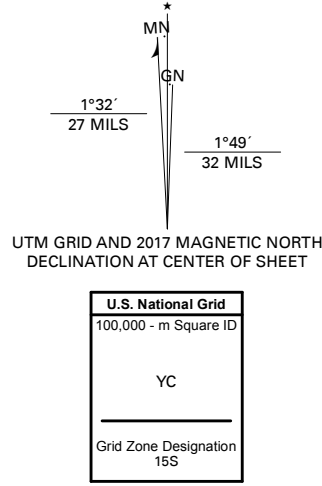 MN
GN
1°32´
27 MILS
1°49´
32 MILS
UTM GRID AND 2017 MAGNETIC NORTH
DECLINATION AT CENTER OF SHEET
U.S. National Grid
100,000 - m Square ID
YC
Grid Zone Designation
15S